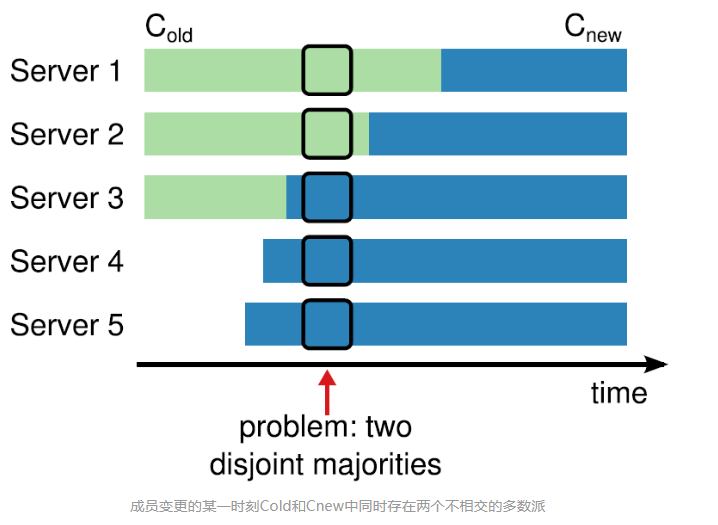 Cold Cnew
Server 1
Server 2
Server 3
Server 4
Server 5
time
problem: two
disjoint majorities
成员变更的某一时刻Cold和Cnew中同时存在两个不相交的多数派